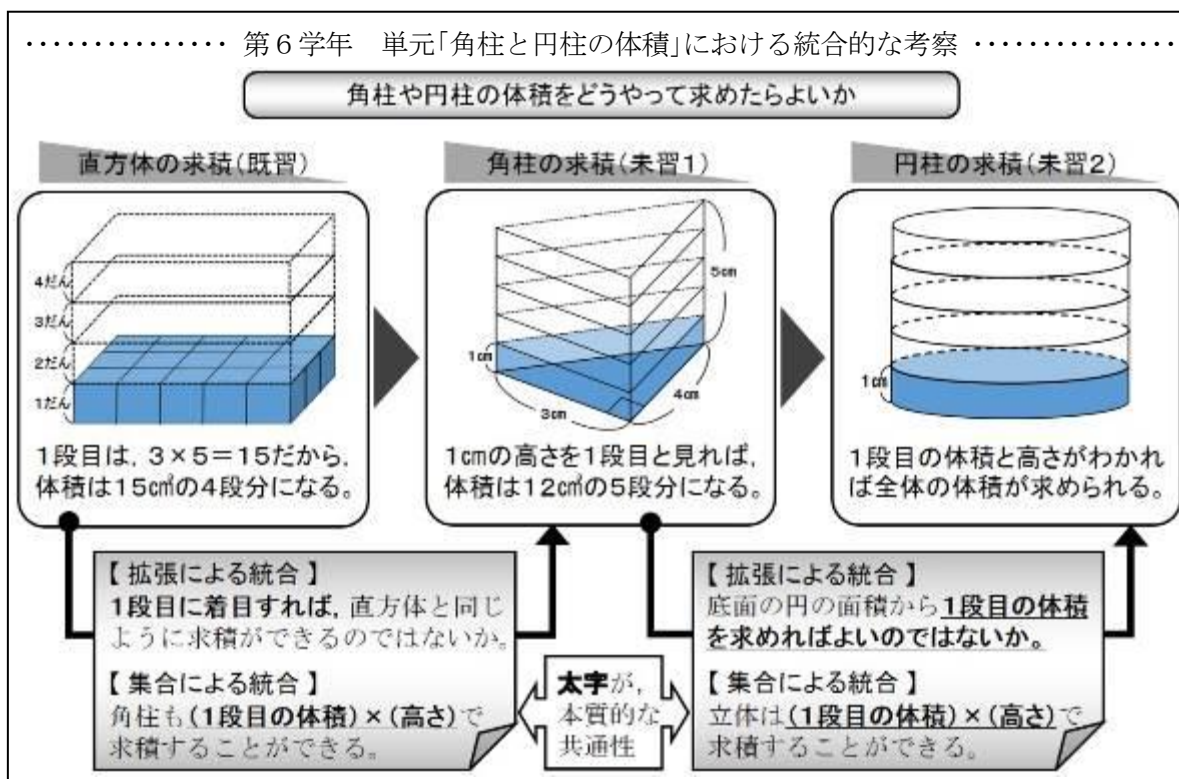 ‥‥‥‥‥‥‥ 第6学年　単元「角柱と円柱の体積」における統合的な考察 ‥‥‥‥‥‥‥
角柱や円柱の体積をどうやって求めたらよいか
直方体の求積(既習)
4だん
3だん
2だん
1だん
1段目は，3×5＝15だから，
体積は15㎤の4段分になる。
角柱の求積(未習1)
5cm
1cm
3cm
4cm
1cmの高さを1段目と見れば，
体積は12㎤の5段分になる。
円柱の求積(未習2)
1cm
1段目の体積と高さがわかれ
ば全体の体積が求められる。
【 拡張による統合 】
1段目に着目すれば，直方体と同じ
ように求積ができるのではないか。
【 集合による統合 】
角柱も(1段目の体積)×(高さ)で
求積することができる。
太字が，
本質的な
共通性
【 拡張による統合 】
底面の円の面積から1段目の体積
を求めればよいのではないか。
【 集合による統合 】
立体は(1段目の体積)×(高さ)で
求積することができる。